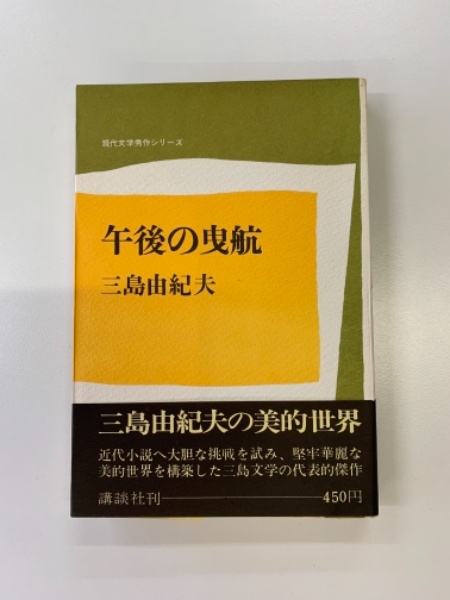 現代文学秀作シリーズ
午後の曳航
三島由紀夫
三島由紀夫の美的世界
近代小説へ大胆な挑戦を試み、堅牢華麗な
美的世界を構築した三島文学の代表的傑作
講談社刊――450円